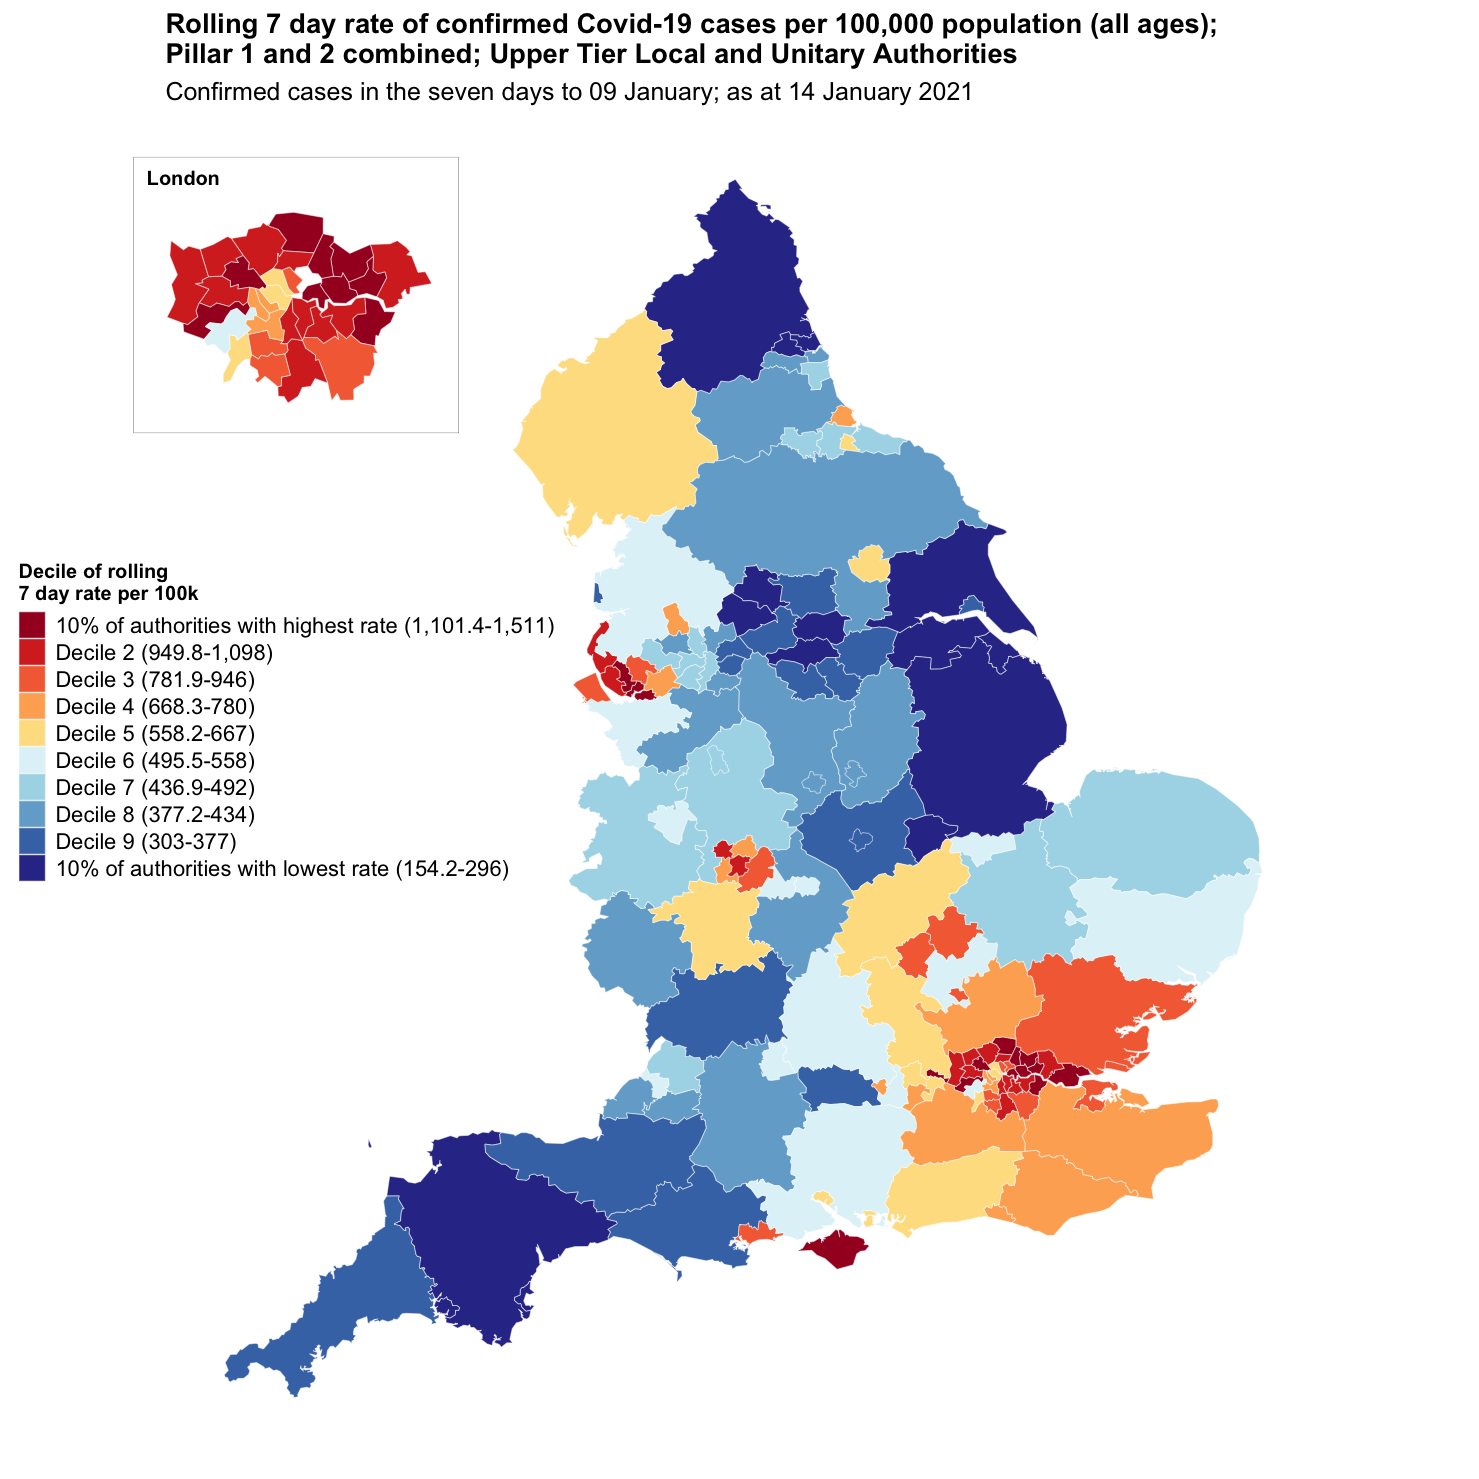 Rolling 7 day rate of confirmed Covid-19 cases per 100,000 population (all ages);
Pillar 1 and 2 combined; Upper Tier Local and Unitary Authorities
Confirmed cases in the seven days to 09 January; as at 14 January 2021
London
Decile of rolling
7 day rate per 100k
10% of authorities with highest rate (1,101.4-1,511)
Decile 2 (949.8-1,098)
Decile 3 (781.9-946)
Decile 4 (668.3-780)
Decile 5 (558.2-667)
Decile 6 (495.5-558)
Decile 7 (436.9-492)
Decile 8 (377.2-434)
Decile 9 (303-377)
10% of authorities with lowest rate (154.2-296)